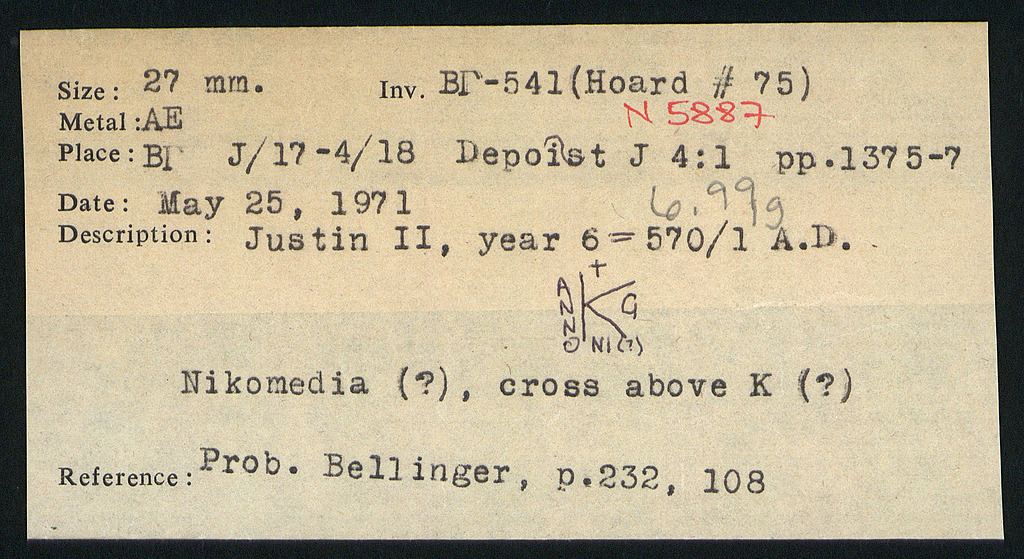 Size: 27 mm. Inv. BΓ-541(Hoard # 75)
N 5887
Metal: AE
Place: BΓ J/17-4/18 Depoist J 4:1 pp.1375-7
Date: May 25, 1971 6.99g
Description: Justin II, year 6 = 570/1 A.D.
+
ANNO K G
NI(?)
Nikomedia (?), cross above K (?)
Reference: Prob. Bellinger, p.232, 108